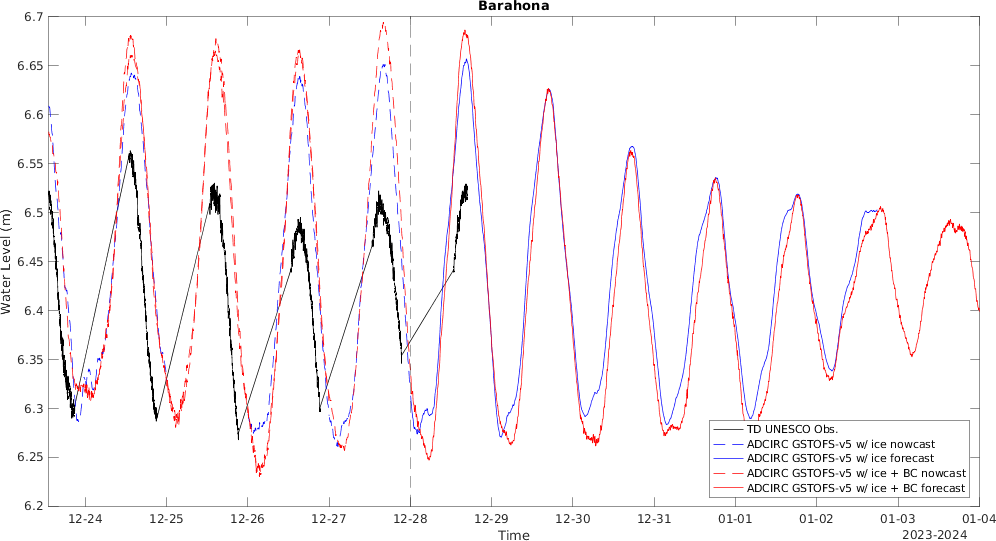 Barahona
6.7
6.65
6.6
6.55
6.5
6.45
6.4
6.35
6.3
6.25
6.2
Water Level (m)
TD UNESCO Obs.
ADCIRC GSTOFS-v5 w/ ice nowcast
ADCIRC GSTOFS-v5 w/ ice forecast
ADCIRC GSTOFS-v5 w/ ice + BC nowcast
ADCIRC GSTOFS-v5 w/ ice + BC forecast
12-24 12-25 12-26 12-27 12-28 12-29 12-30 12-31 01-01 01-02 01-03 01-04
Time
2023-2024